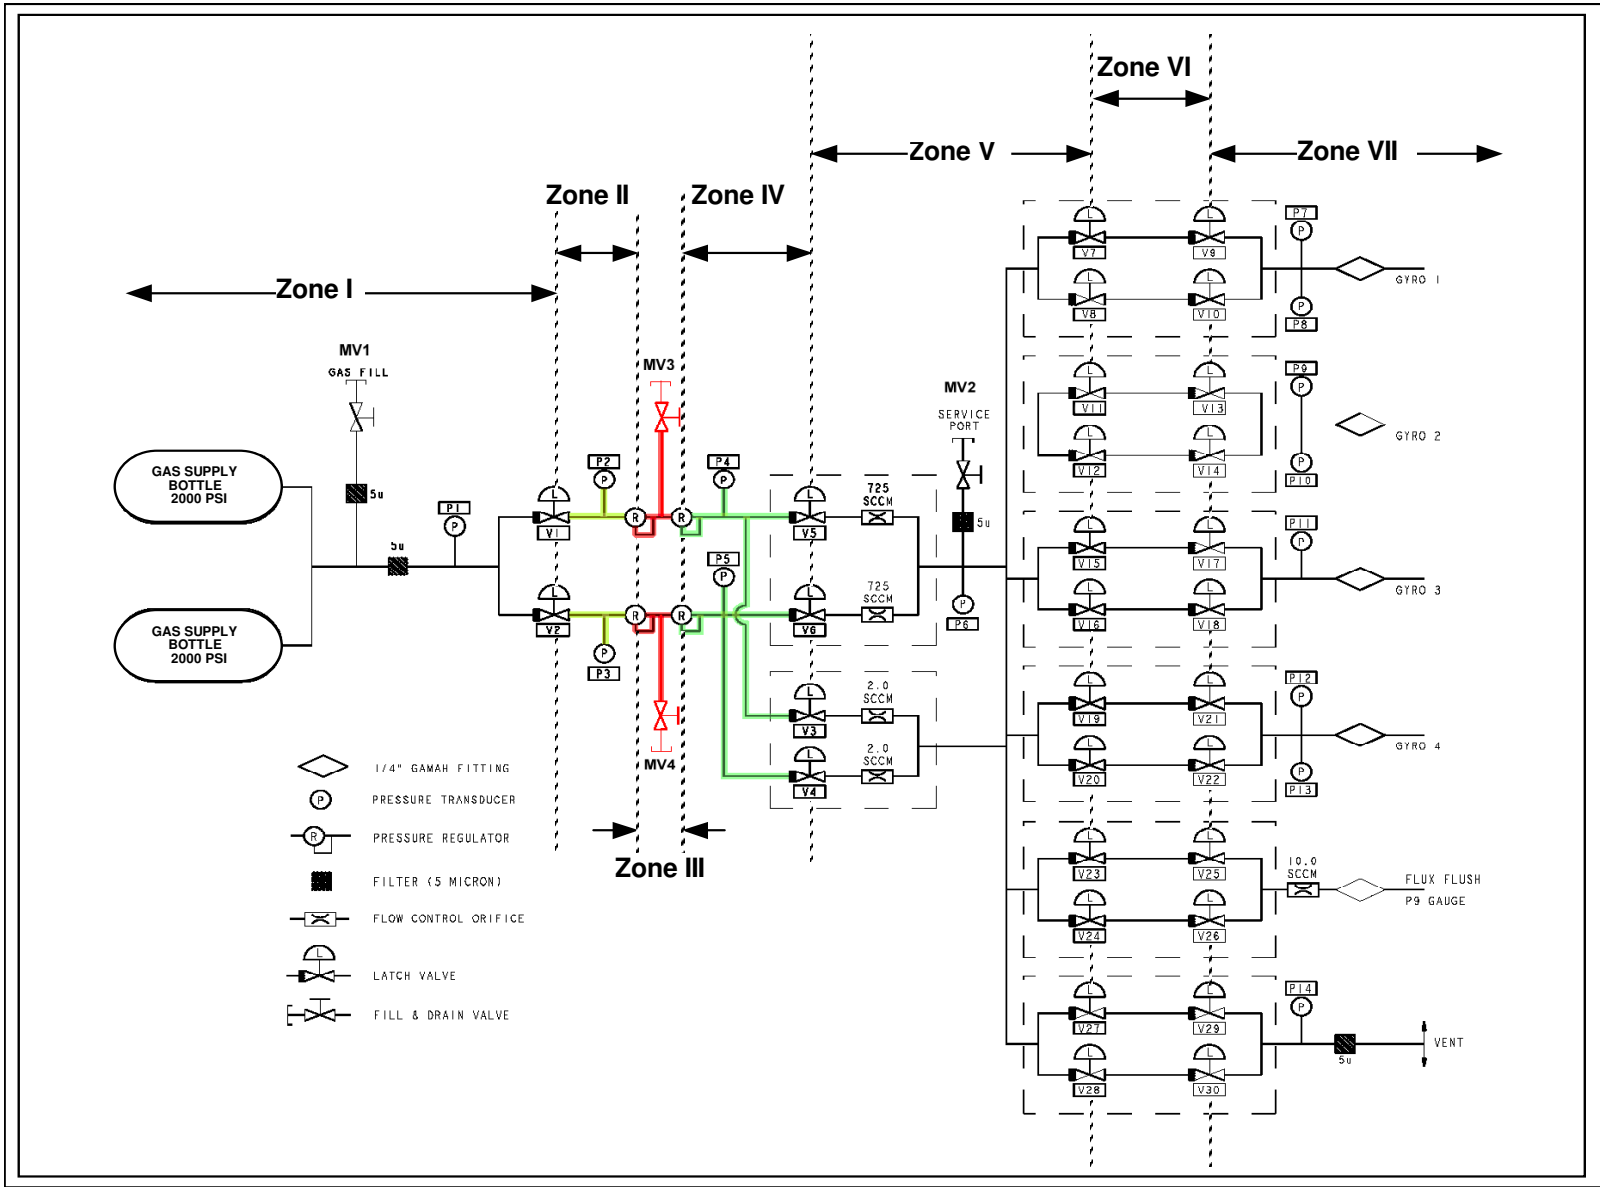 Zone VI
Zone V
Zone VII
Zone II
Zone IV
Zone I
MV1
GAS FILL
MV3
MV2
SERVICE
PORT
GAS SUPPLY
BOTTLE
2000 PSI
GAS SUPPLY
BOTTLE
2000 PSI
5u
5u
P1
P
L
V1
L
V2
P2
P
P3
P
R
R
R
R
P4
P
P5
P
MV4
Zone III
L
V5
725
SCCM
L
V6
725
SCCM
L
V3
2.0
SCCM
L
V4
2.0
SCCM
5u
P
P6
L
V7
L
V9
L
V8
L
V10
P7
P
P
P8
GYRO 1
L
V11
L
V13
L
V12
L
V14
P9
P
P
P10
GYRO 2
L
V15
L
V17
L
V16
L
V18
P11
P
GYRO 3
L
V19
L
V21
L
V20
L
V22
P12
P
P
P13
GYRO 4
L
V23
L
V25
L
V24
L
V26
10.0
SCCM
FLUX FLUSH
P9 GAUGE
L
V27
L
V29
L
V28
L
V30
P14
P
5u
VENT
1/4" GAMAH FITTING
P
PRESSURE TRANSDUCER
R
PRESSURE REGULATOR
FILTER (5 MICRON)
FLOW CONTROL ORIFICE
L
LATCH VALVE
FILL & DRAIN VALVE